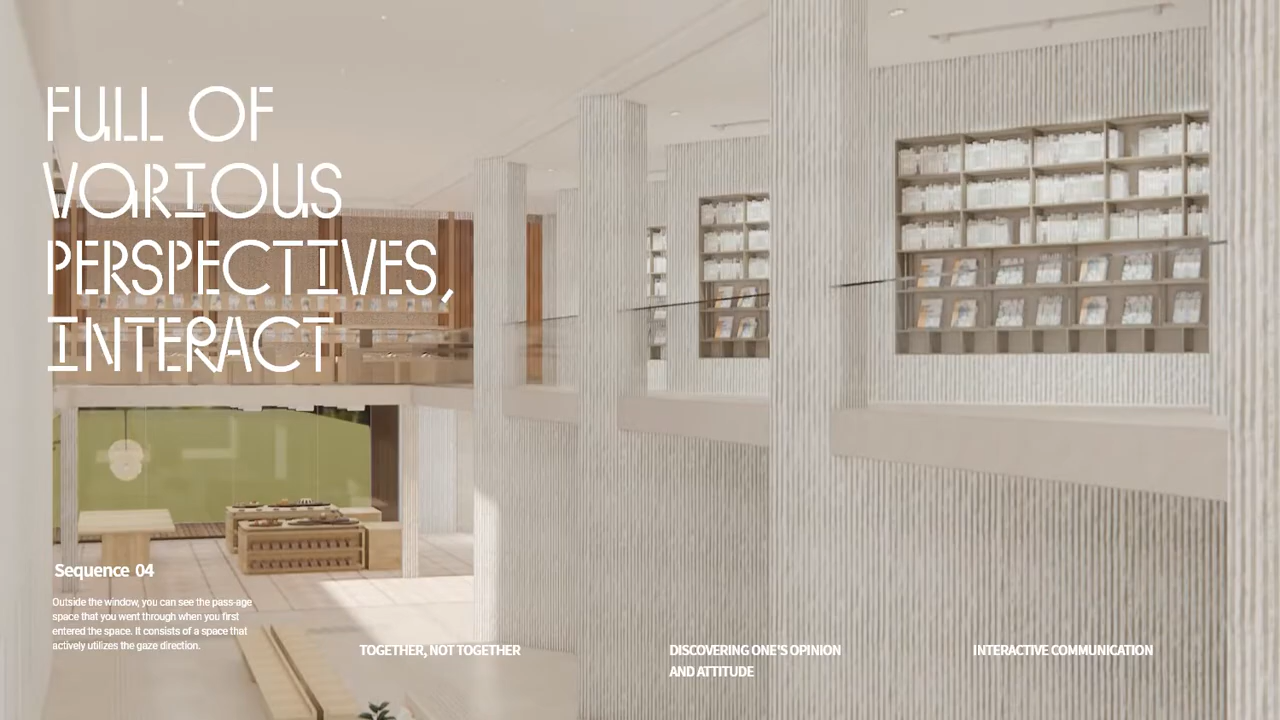 FULL OF
VARIOUS
PERSPECTIVES,
INTERACT.
Sequence 04
Outside the window, you can see the pass-age
space that you went through when you first
entered the space. It consists of a space that
actively utilizes the gaze direction.
TOGETHER, NOT TOGETHER
DISCOVERING ONE'S OPINION
AND ATTITUDE
INTERACTIVE COMMUNICATION